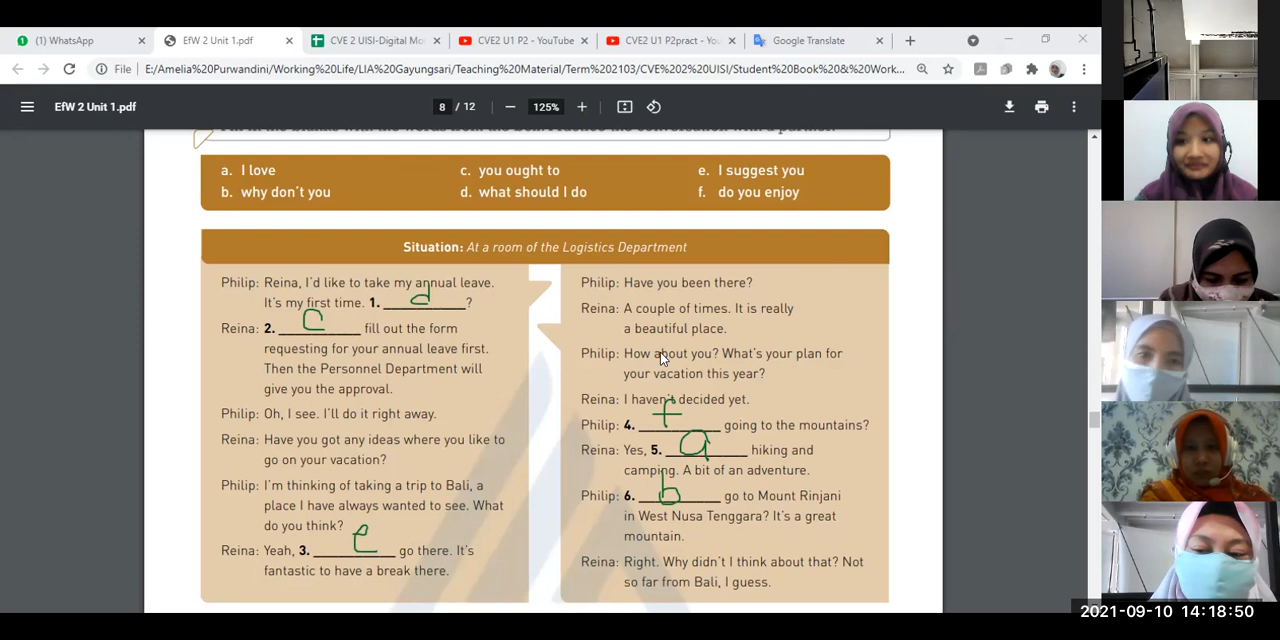 (1) WhatsApp
EfW 2 Unit 1.pdf
CVE 2 UISI-Digital Mo
CVE2 U1 P2 - YouTube
CVE2 U1 P2pract - You
Google Translate
File
E:/Amelia%20Purwandini/Working%20Life/LIA%20Gayungsari/Teaching%20Material/Term%202103/CVE%202%20UISI/Student%20Book%20&%20Work...
EfW 2 Unit 1.pdf
8 / 12
125%
a. I love
c. you ought to
e. I suggest you
b. why don't you
d. what should I do
f. do you enjoy
Situation: At a room of the Logistics Department
Philip: Reina, I'd like to take my annual leave.
It's my first time. 1. d ?
Reina: 2. C fill out the form
requesting for your annual leave first.
Then the Personnel Department will
give you the approval.
Philip: Oh, I see. I'll do it right away.
Reina: Have you got any ideas where you like to
go on your vacation?
Philip: I'm thinking of taking a trip to Bali, a
place I have always wanted to see. What
do you think?
Reina: Yeah, 3. e go there. It's
fantastic to have a break there.
Philip: Have you been there?
Reina: A couple of times. It is really
a beautiful place.
Philip: How about you? What's your plan for
your vacation this year?
Reina: I haven't decided yet.
Philip: 4. f going to the mountains?
Reina: Yes, 5. a hiking and
camping. A bit of an adventure.
Philip: 6. b go to Mount Rinjani
in West Nusa Tenggara? It's a great
mountain.
Reina: Right. Why didn't I think about that? Not
so far from Bali, I guess.
2021-09-10 14:18:50